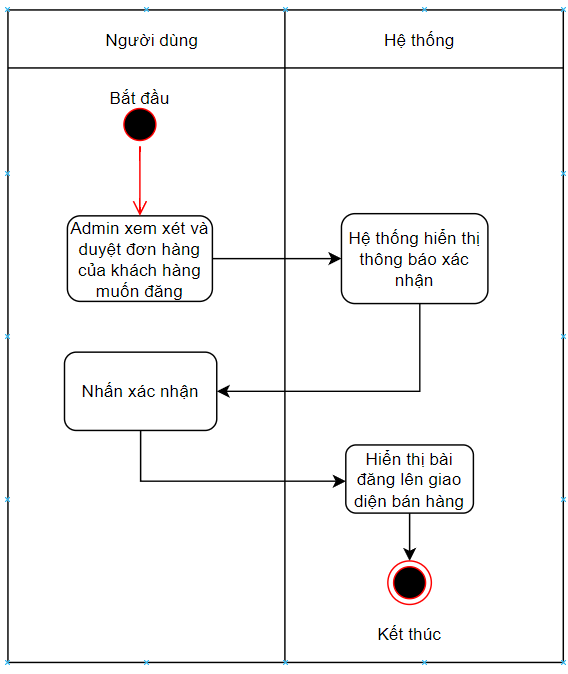 Người dùng
Hệ thống
Bắt đầu
Admin xem xét và
duyệt đơn hàng
của khách hàng
muốn đăng
Hệ thống hiển thị
thông báo xác
nhận
Nhấn xác nhận
Hiển thị bài
đăng lên giao
diện bán hàng
Kết thúc